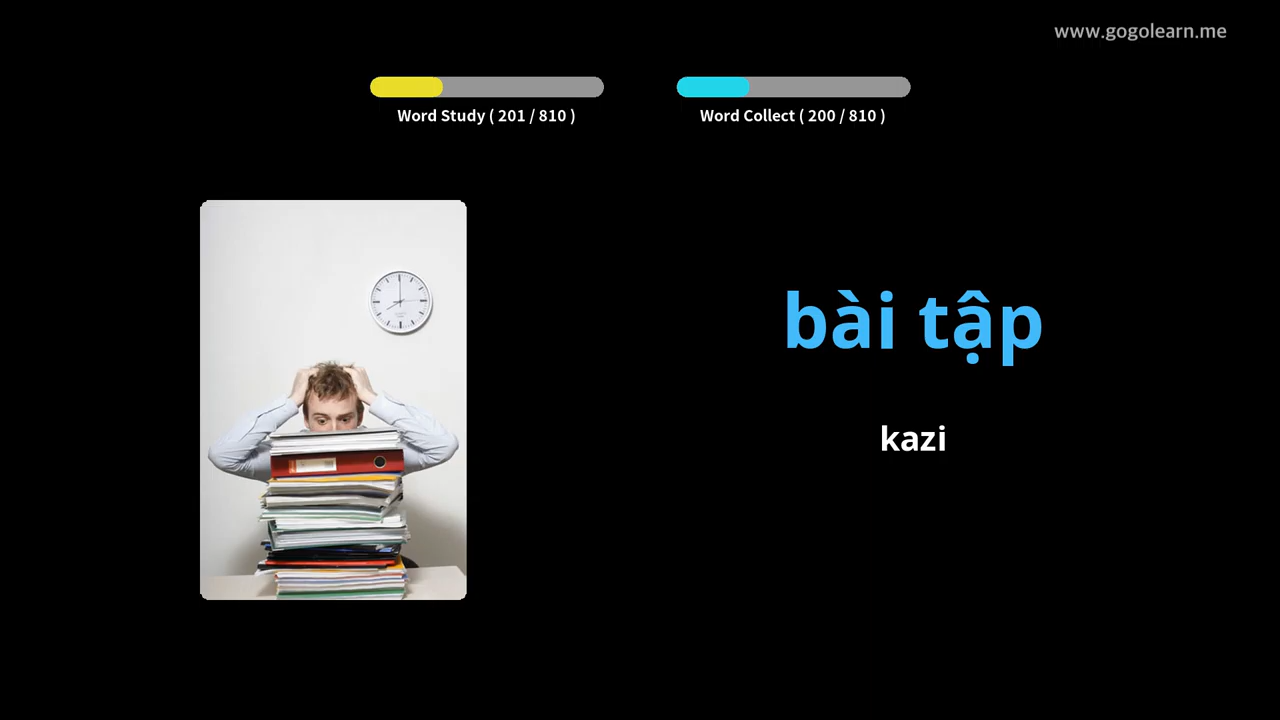 www.gogolearn.me
Word Study ( 201 / 810 )
Word Collect ( 200 / 810 )
bài tập
kazi